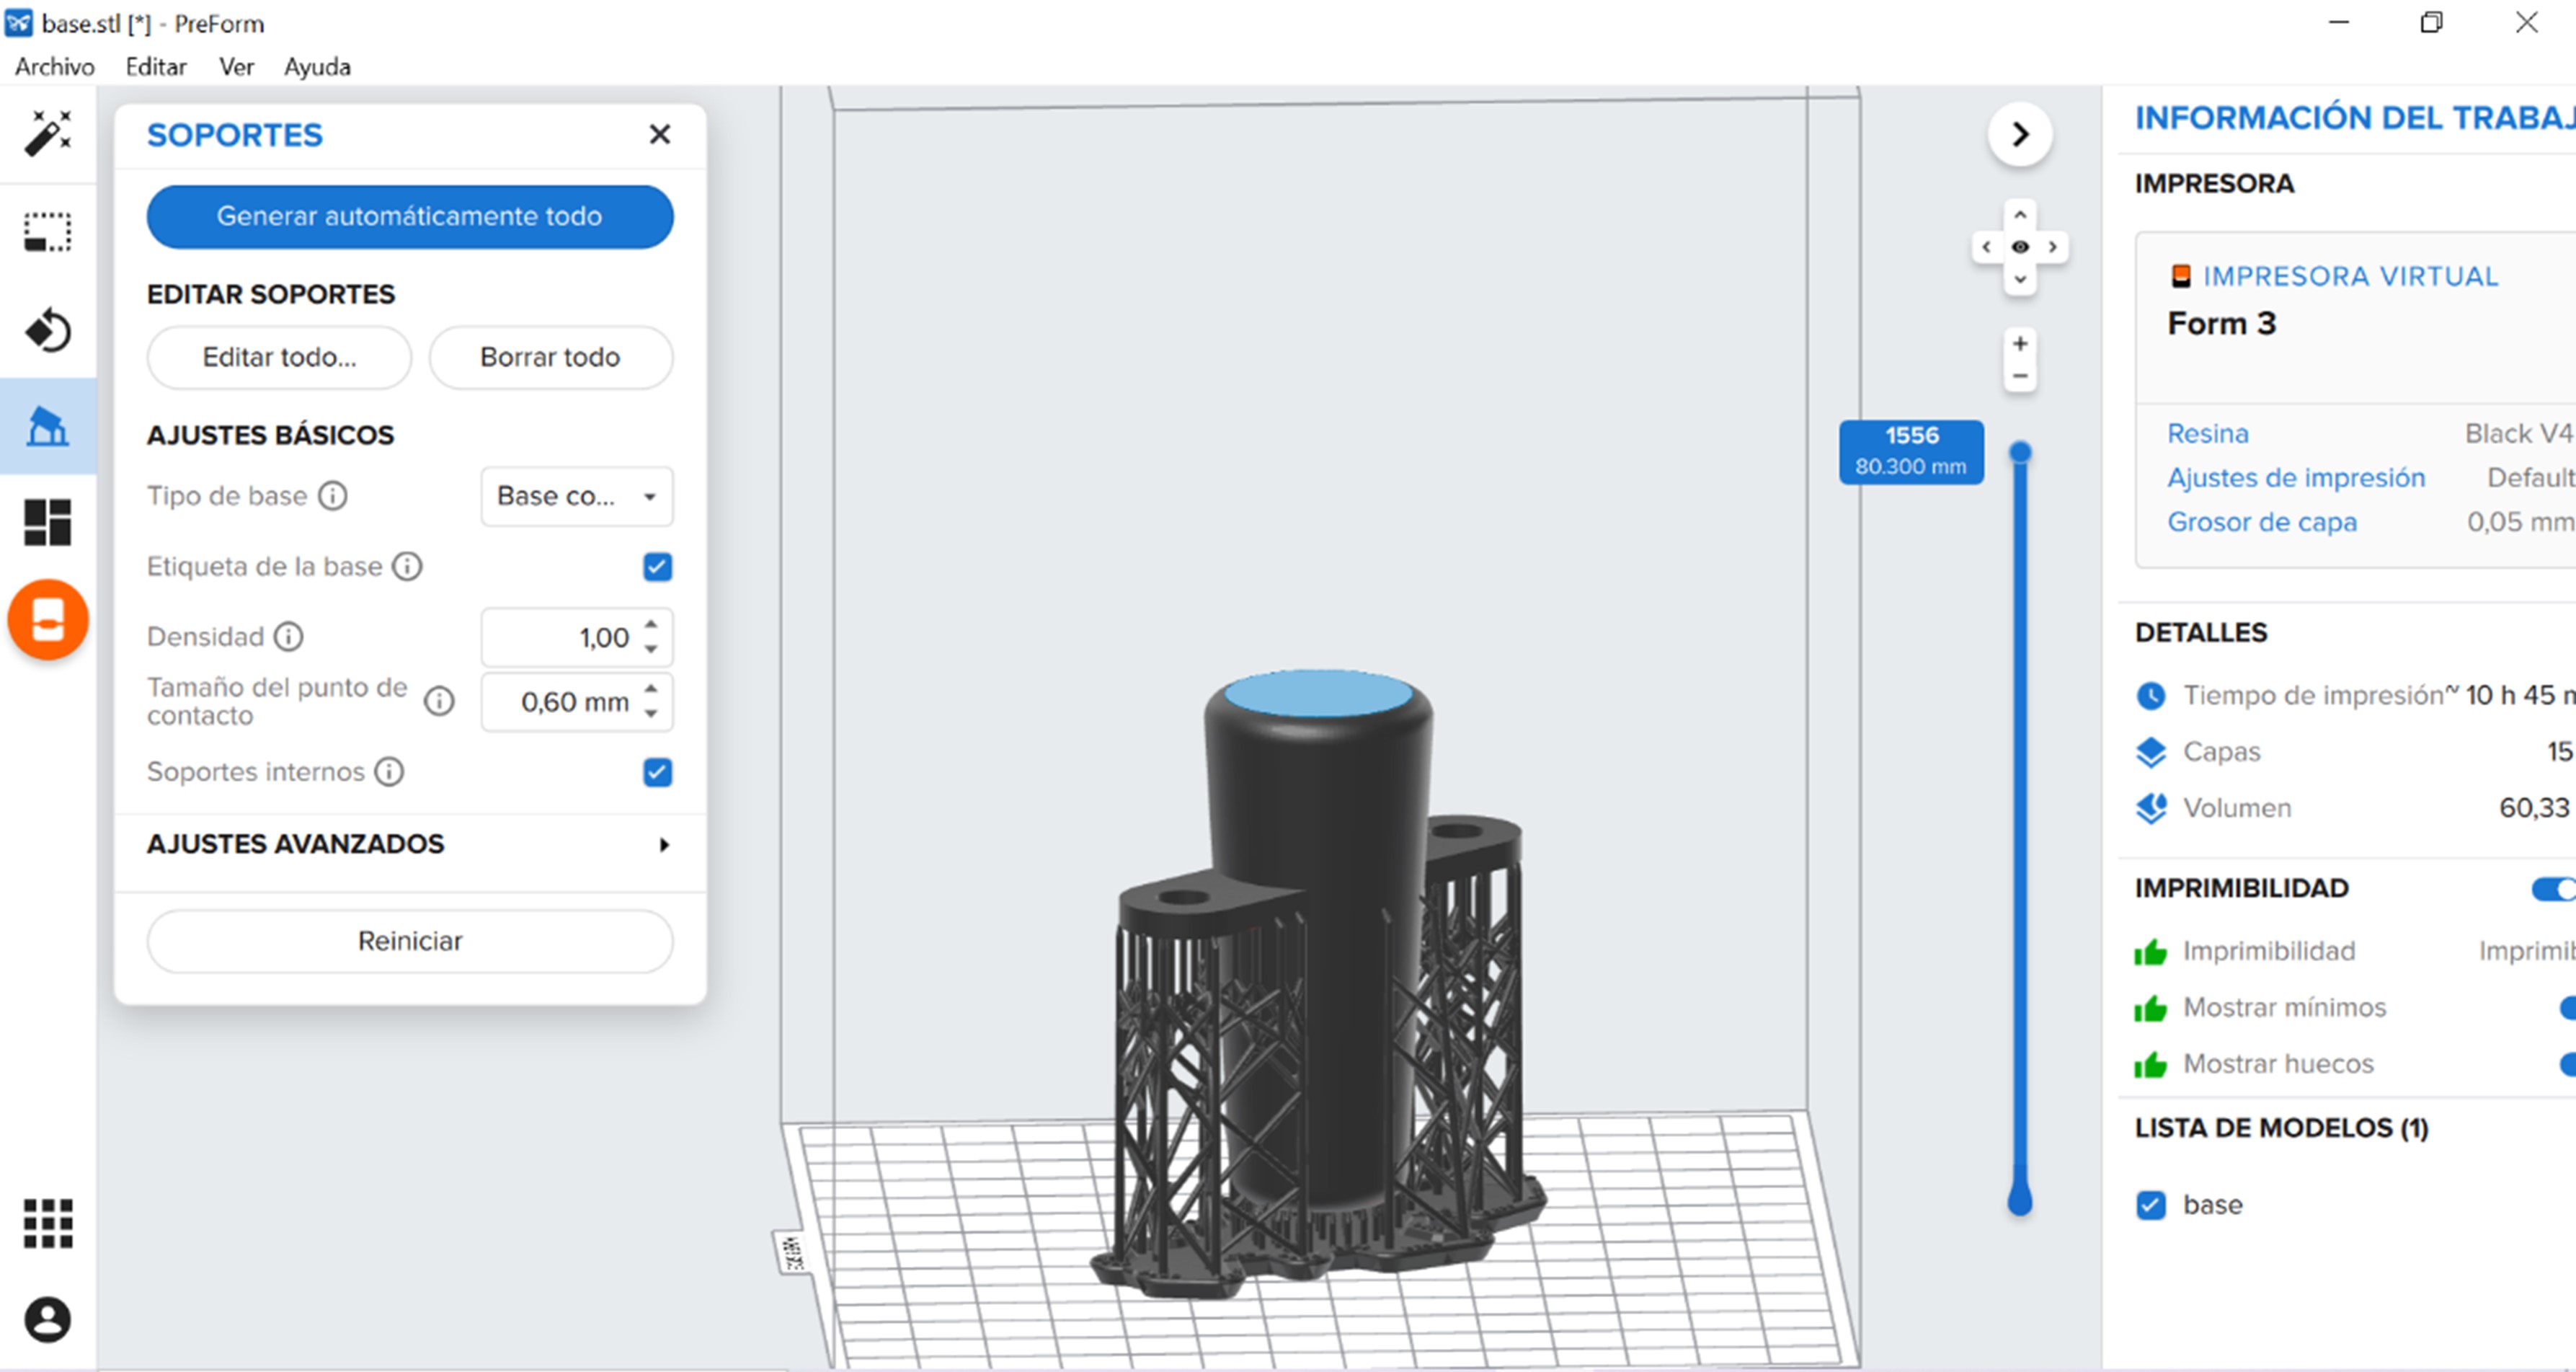 base.stl [*] - PreForm
Archivo Editar Ver Ayuda
SOPORTES
Generar automáticamente todo
EDITAR SOPORTES
Editar todo... Borrar todo
AJUSTES BÁSICOS
Tipo de base Base co...
Etiqueta de la base
Densidad 1,00
Tamaño del punto de
contacto 0,60 mm
Soportes internos
AJUSTES AVANZADOS
Reiniciar
1556
80.300 mm
INFORMACIÓN DEL TRABAJ
IMPRESORA
IMPRESORA VIRTUAL
Form 3
Resina Black V4
Ajustes de impresión Default
Grosor de capa 0,05 mm
DETALLES
Tiempo de impresión~ 10 h 45 m
Capas 15
Volumen 60,33
IMPRIMIBILIDAD
Imprimibilidad Imprimib
Mostrar mínimos
Mostrar huecos
LISTA DE MODELOS (1)
base